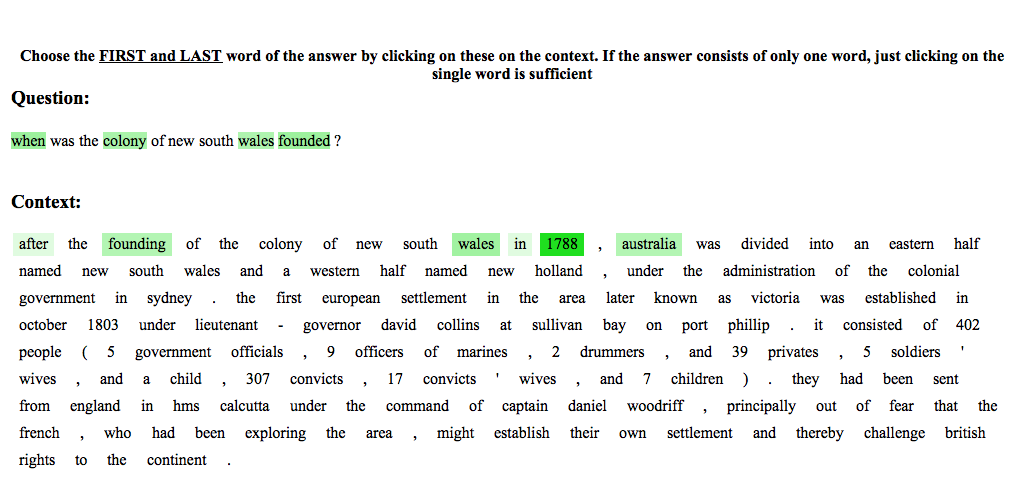 Choose the FIRST and LAST word of the answer by clicking on these on the context. If the answer consists of only one word, just clicking on the
single word is sufficient
Question:
when was the colony of new south wales founded ?
Context:
after the founding of the colony of new south wales in 1788 , australia was divided into an eastern half
named new south wales and a western half named new holland , under the administration of the colonial
government in sydney . the first european settlement in the area later known as victoria was established in
october 1803 under lieutenant - governor david collins at sullivan bay on port phillip . it consisted of 402
people ( 5 government officials , 9 officers of marines , 2 drummers , and 39 privates , 5 soldiers '
wives , and a child , 307 convicts , 17 convicts ' wives , and 7 children ) . they had been sent
from england in hms calcutta under the command of captain daniel woodriff , principally out of fear that the
french , who had been exploring the area , might establish their own settlement and thereby challenge british
rights to the continent .